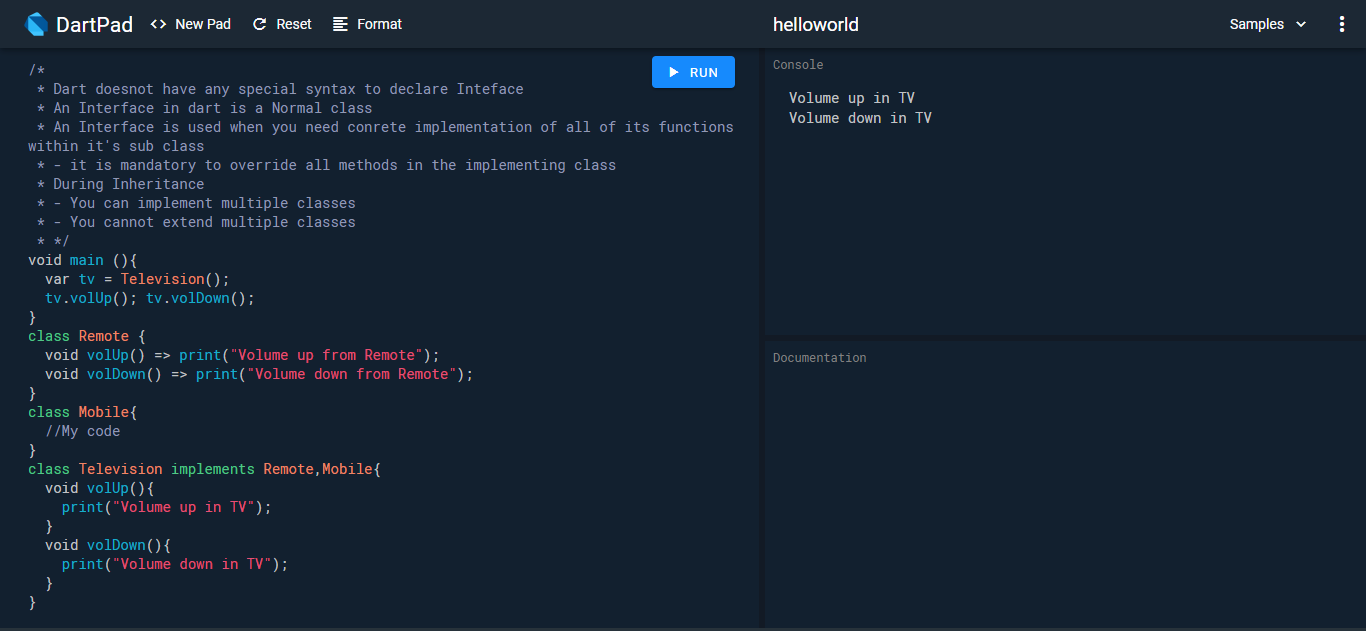 DartPad <> New Pad Reset Format helloworld Samples
/*
 * Dart doesnot have any special syntax to declare Inteface
 * An Interface in dart is a Normal class
 * An Interface is used when you need conrete implementation of all of its functions
within it's sub class
 * - it is mandatory to override all methods in the implementing class
 * During Inheritance
 * - You can implement multiple classes
 * - You cannot extend multiple classes
 * */
void main (){
  var tv = Television();
  tv.volUp(); tv.volDown();
}
class Remote {
  void volUp() => print("Volume up from Remote");
  void volDown() => print("Volume down from Remote");
}
class Mobile{
  //My code
}
class Television implements Remote,Mobile{
  void volUp(){
    print("Volume up in TV");
  }
  void volDown(){
    print("Volume down in TV");
  }
}
RUN
Console
Volume up in TV
Volume down in TV
Documentation